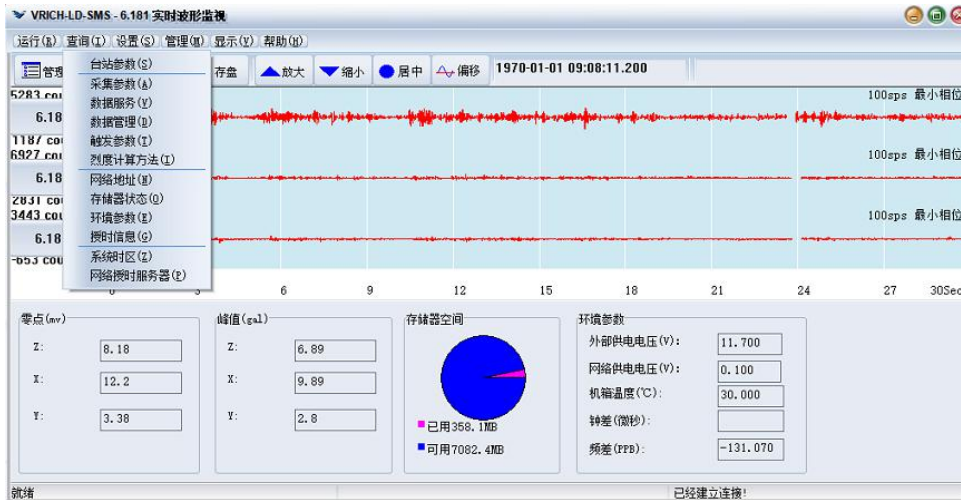 VRICH-LD-SMS - 6.181 实时波形监视
运行(R) 查询(I) 设置(S) 管理(M) 显示(V) 帮助(H)
管理 存盘 放大 缩小 居中 偏移 1970-01-01 09:08:11.200
台站参数(S)
采集参数(A)
数据服务(V)
数据管理(D)
触发参数(T)
烈度计算方法(I)
网络地址(N)
存储器状态(O)
环境参数(E)
授时信息(G)
系统时区(Z)
网络授时服务器(P)
5283 cou
100sps 最小相位
6.18
1187 cou
6927 cou
100sps 最小相位
6.18
2831 cou
3443 cou
100sps 最小相位
6.18
-653 cou
0 3 6 9 12 15 18 21 24 27 30Sec
零点(mv)
Z: 8.18
X: 12.2
Y: 3.38
峰值(gal)
Z: 6.89
X: 9.89
Y: 2.8
存储器空间
已用358.1MB
可用7082.4MB
环境参数
外部供电电压(V): 11.700
网络供电电压(V): 0.100
机箱温度(℃): 30.000
钟差(微秒):
频差(PPB): -131.070
就绪
已经建立连接!